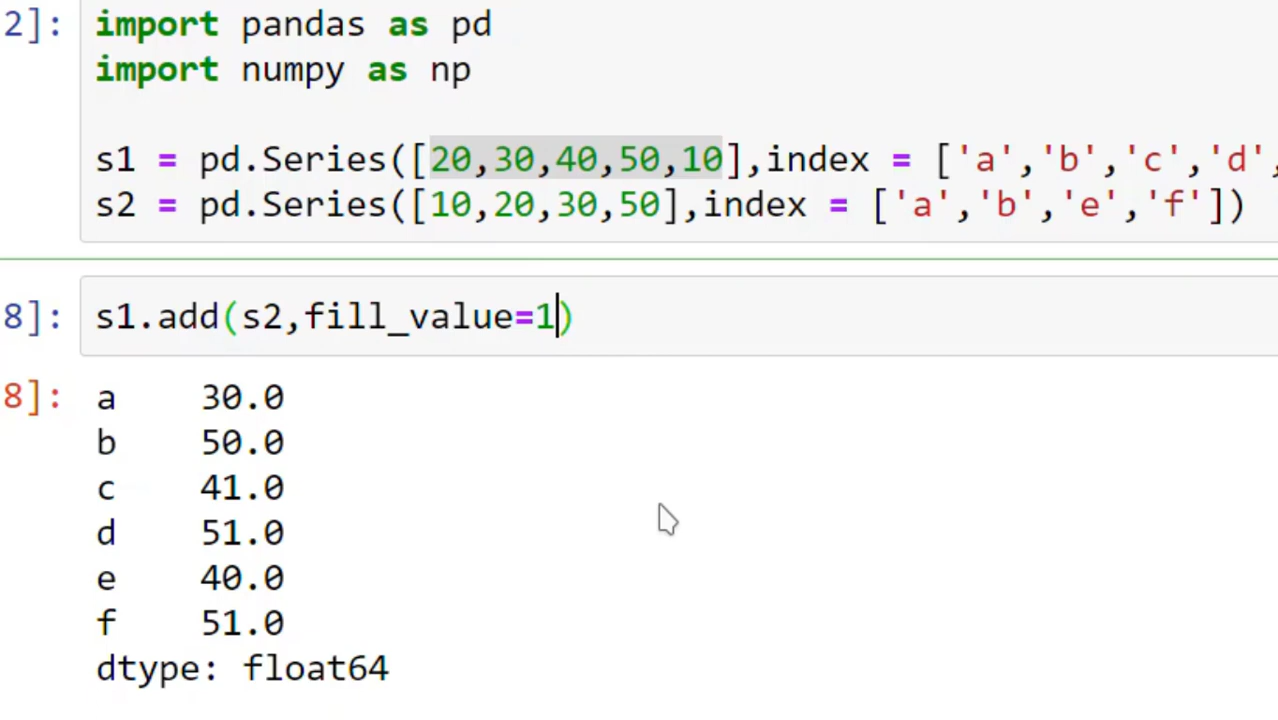 2]: import pandas as pd
import numpy as np
s1 = pd.Series([20,30,40,50,10],index = ['a','b','c','d',
s2 = pd.Series([10,20,30,50],index = ['a','b','e','f'])
8]: s1.add(s2,fill_value=1)
8]: a 30.0
b 50.0
c 41.0
d 51.0
e 40.0
f 51.0
dtype: float64